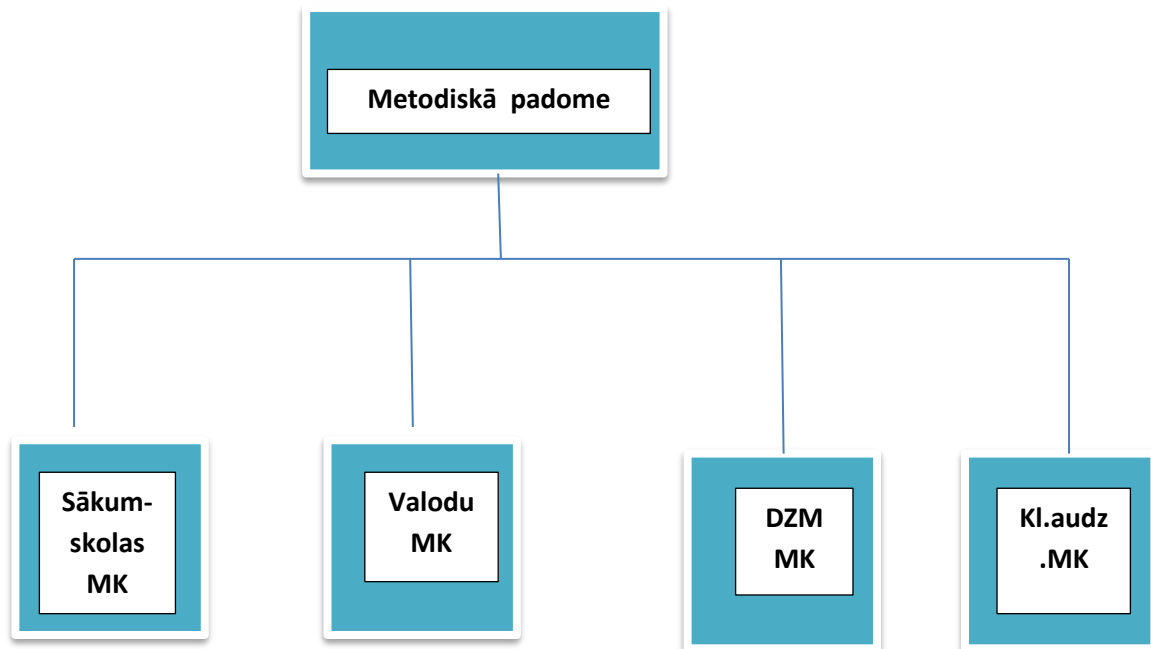 Metodiskā padome
Sākum-
skolas
MK
Valodu
MK
DZM
MK
Kl.audz
.MK